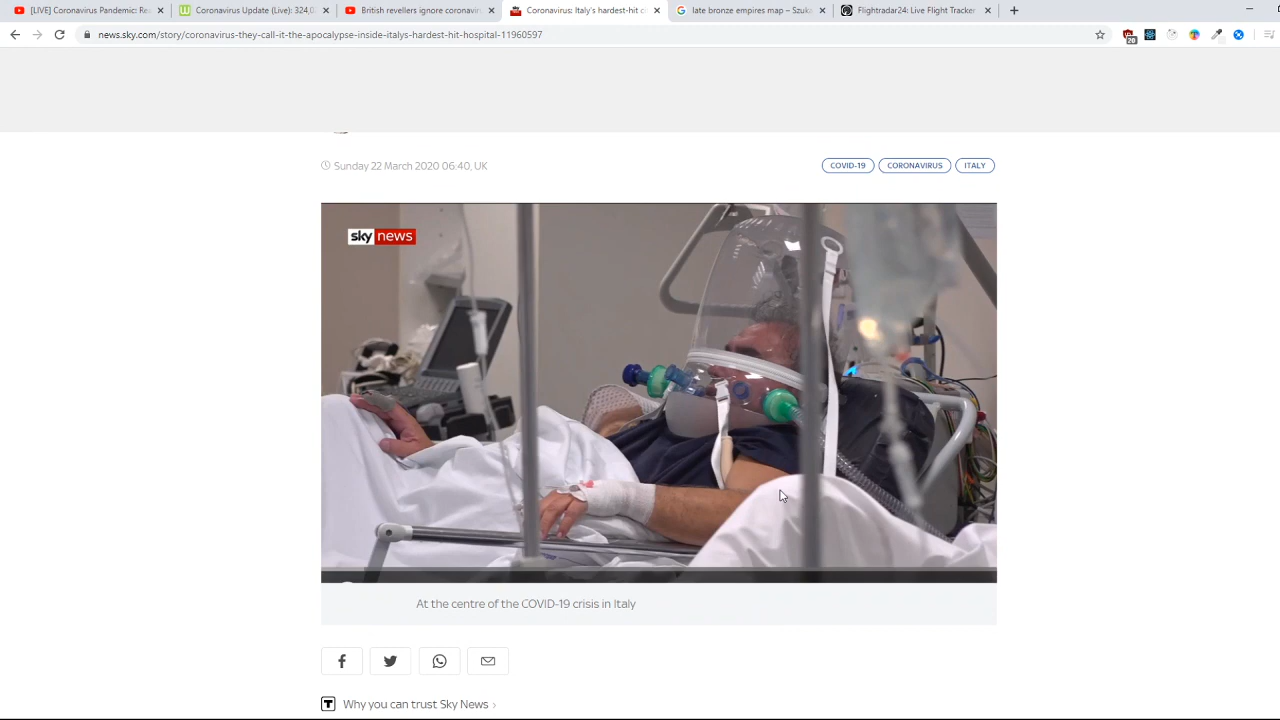 [LIVE] Coronavirus Pandemic: Re
Coronavirus Update (Live): 324,0
British revellers ignore coronavir
Coronavirus: Italy's hardest-hit c
late bronze empires map – Szuka
Flightradar24: Live Flight Tracker
news.sky.com/story/coronavirus-they-call-it-the-apocalypse-inside-italys-hardest-hit-hospital-11960597
20
Sunday 22 March 2020 06:40, UK
COVID-19
CORONAVIRUS
ITALY
sky news
At the centre of the COVID-19 crisis in Italy
T Why you can trust Sky News